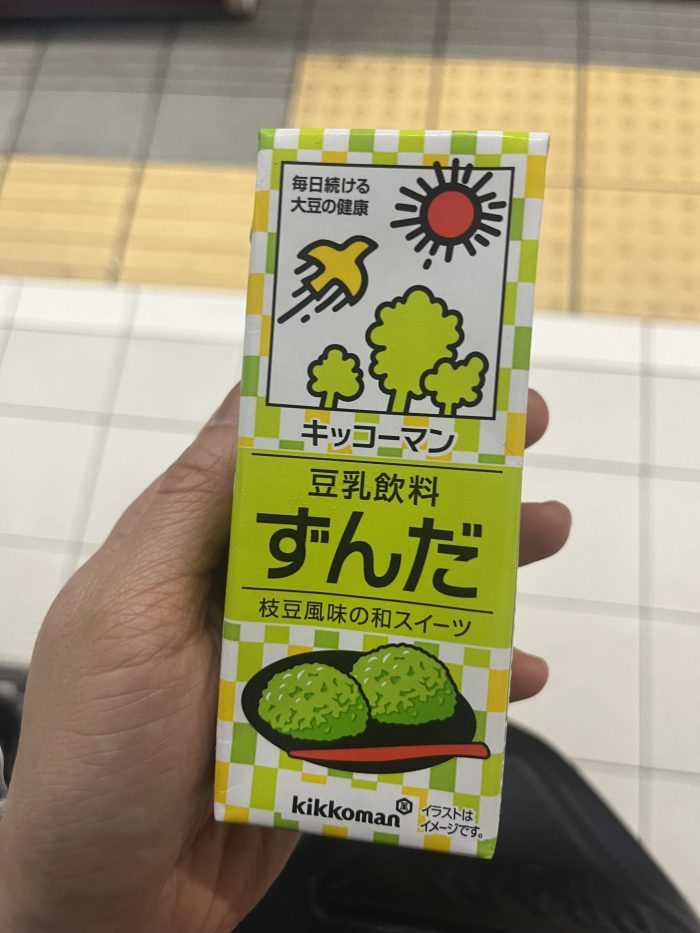 毎日続ける
大豆の健康
キッコーマン
豆乳飲料
ずんだ
枝豆風味の和スイーツ
kikkoman
イラストは
イメージです。